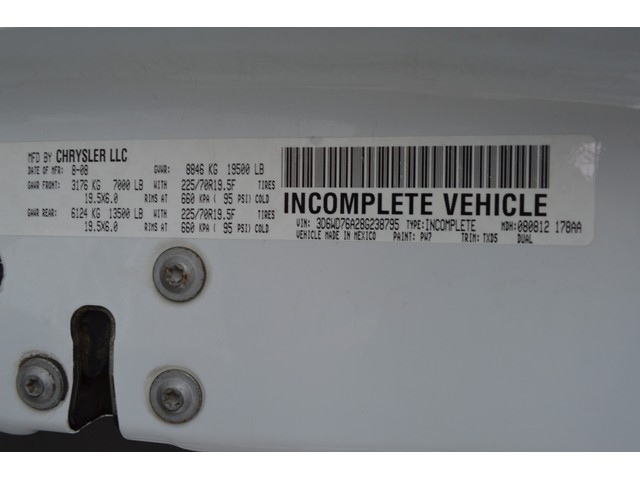 MFD BY CHRYSLER LLC
DATE OF MFR: 8-08 GVWR: 8846 KG 19500 LB
GAWR FRONT: 3176 KG 7000 LB WITH 225/70R19.5F TIRES
19.5X6.0 RIMS AT 660 KPA ( 95 PSI) COLD
GAWR REAR: 6124 KG 13500 LB WITH 225/70R19.5F TIRES
19.5X6.0 RIMS AT 660 KPA ( 95 PSI) COLD
INCOMPLETE VEHICLE
VIN: 3D6WD76A28G238795 TYPE:INCOMPLETE MDH:080812 178AA
VEHICLE MADE IN MEXICO PAINT: PW7 TRIM: TXD5 DUAL